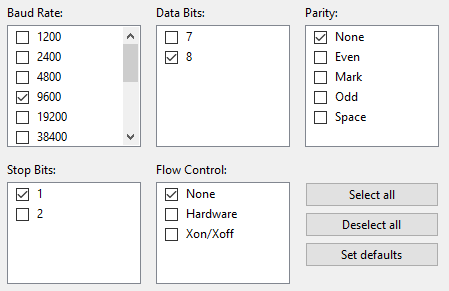 Baud Rate:
1200
2400
4800
9600
19200
38400
Data Bits:
7
8
Parity:
None
Even
Mark
Odd
Space
Stop Bits:
1
2
Flow Control:
None
Hardware
Xon/Xoff
Select all
Deselect all
Set defaults